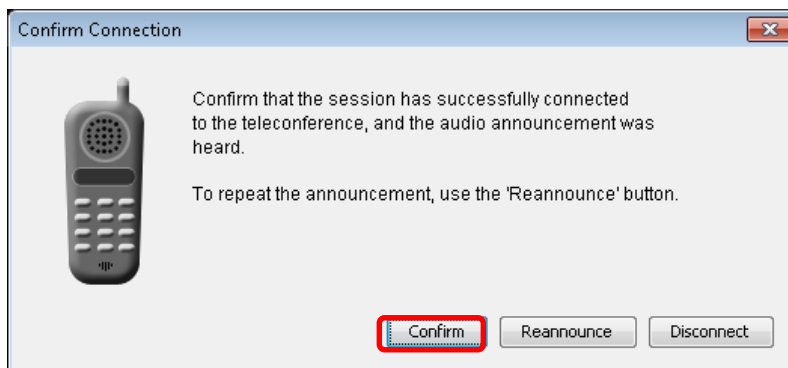 Confirm Connection
Confirm that the session has successfully connected
to the teleconference, and the audio announcement was
heard.
To repeat the announcement, use the 'Reannounce' button.
Confirm Reannounce Disconnect